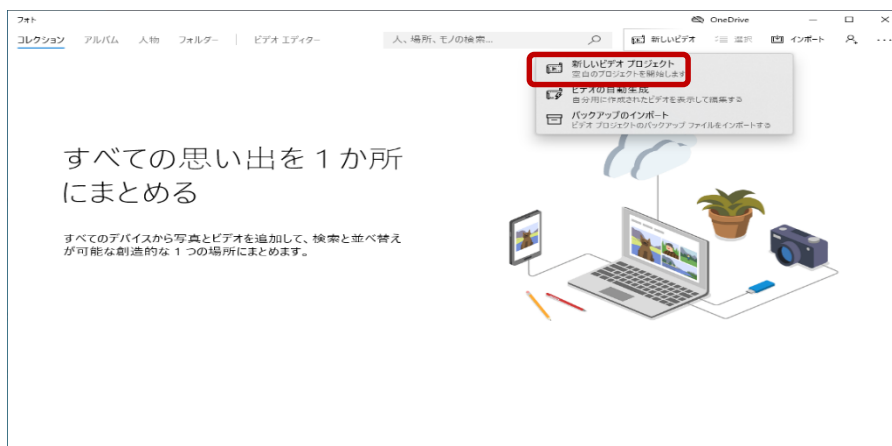 フォト
OneDrive
コレクション アルバム 人物 フォルダー ビデオ エディター 人、場所、モノの検索... 新しいビデオ 選択 インポート
新しいビデオ プロジェクト
空白のプロジェクトを開始します
ビデオの自動生成
自分用に作成されたビデオを表示して編集する
バックアップのインポート
ビデオ プロジェクトのバックアップ ファイルをインポートする
すべての思い出を 1 か所
にまとめる
すべてのデバイスから写真とビデオを追加して、検索と並べ替え
が可能な創造的な 1 つの場所にまとめます。